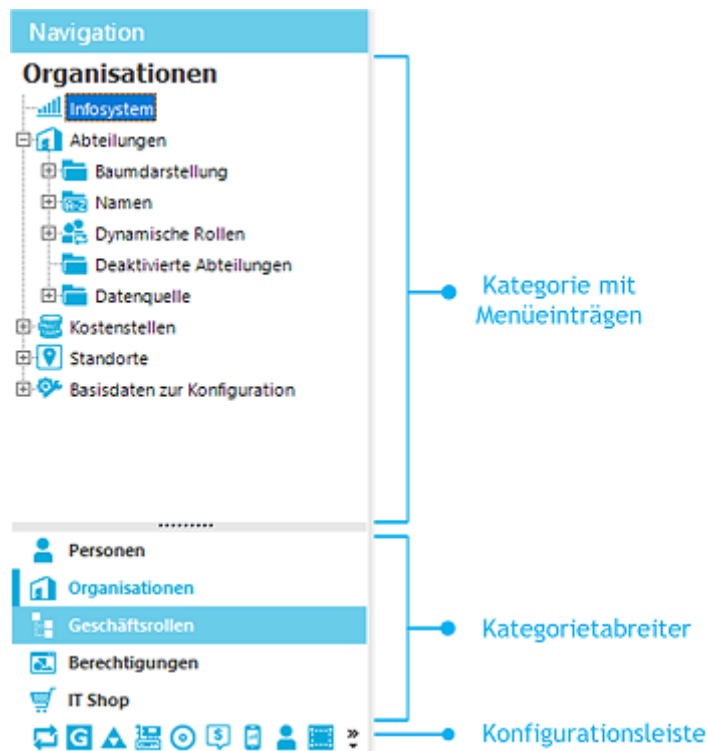 Navigation
Organisationen
Infosystem
Abteilungen
Baumdarstellung
A-Z
Namen
Dynamische Rollen
Deaktivierte Abteilungen
Datenquelle
Kostenstellen
Standorte
Basisdaten zur Konfiguration
Kategorie mit
Menüeinträgen
Personen
Organisationen
Geschäftsrollen
Berechtigungen
IT Shop
Kategorietabreiter
G
$
»
Konfigurationsleiste